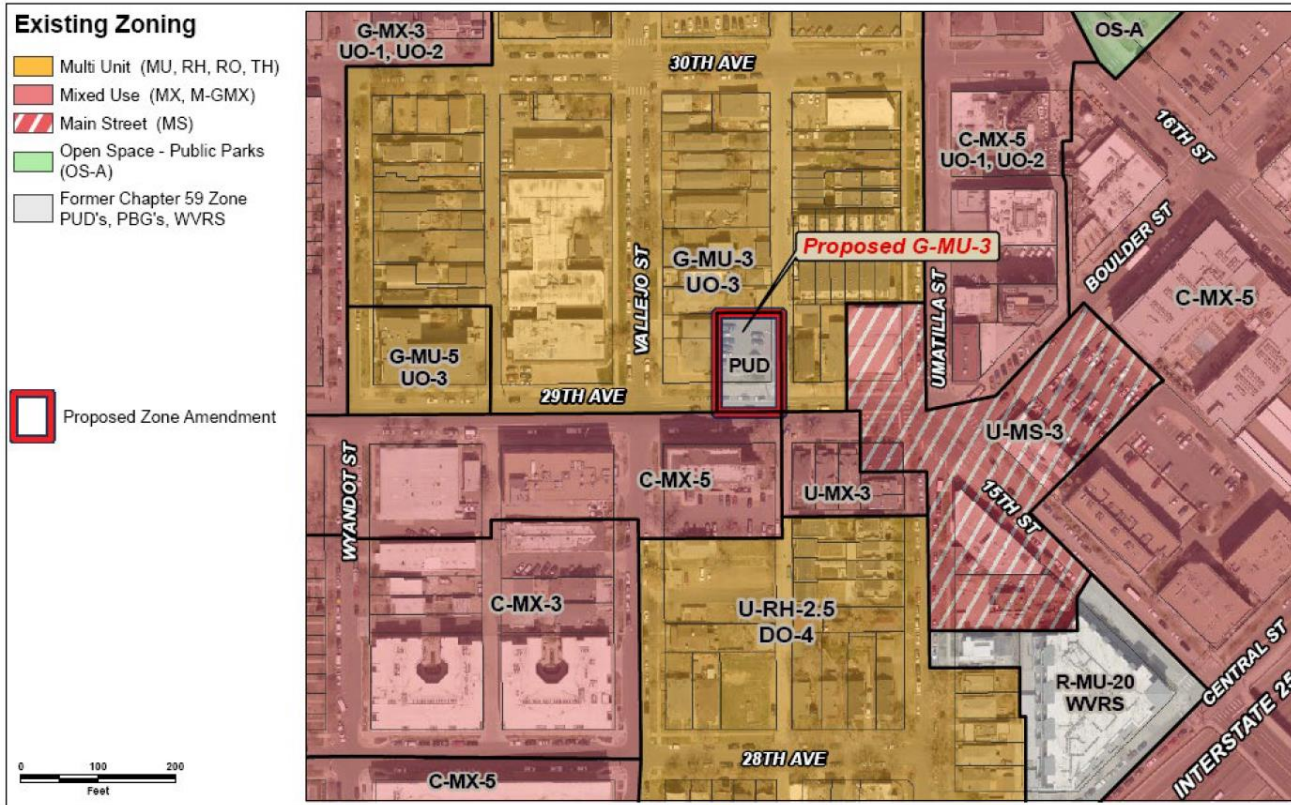 Existing Zoning
Multi Unit (MU, RH, RO, TH)
Mixed Use (MX, M-GMX)
Main Street (MS)
Open Space - Public Parks
(OS-A)
Former Chapter 59 Zone
PUD's, PBG's, WVRS
Proposed Zone Amendment
0 100 200
Feet
G-MX-3
UO-1, UO-2
30TH AVE
OS-A
16TH ST
C-MX-5
UO-1, UO-2
BOULDER ST
Proposed G-MU-3
G-MU-3
UO-3
VALLEJO ST
UMATILLA ST
C-MX-5
G-MU-5
UO-3
PUD
29TH AVE
U-MS-3
WYANDOT ST
C-MX-5
U-MX-3
15TH ST
C-MX-3
U-RH-2.5
DO-4
R-MU-20
WVRS
CENTRAL ST
INTERSTATE 25
28TH AVE
C-MX-5